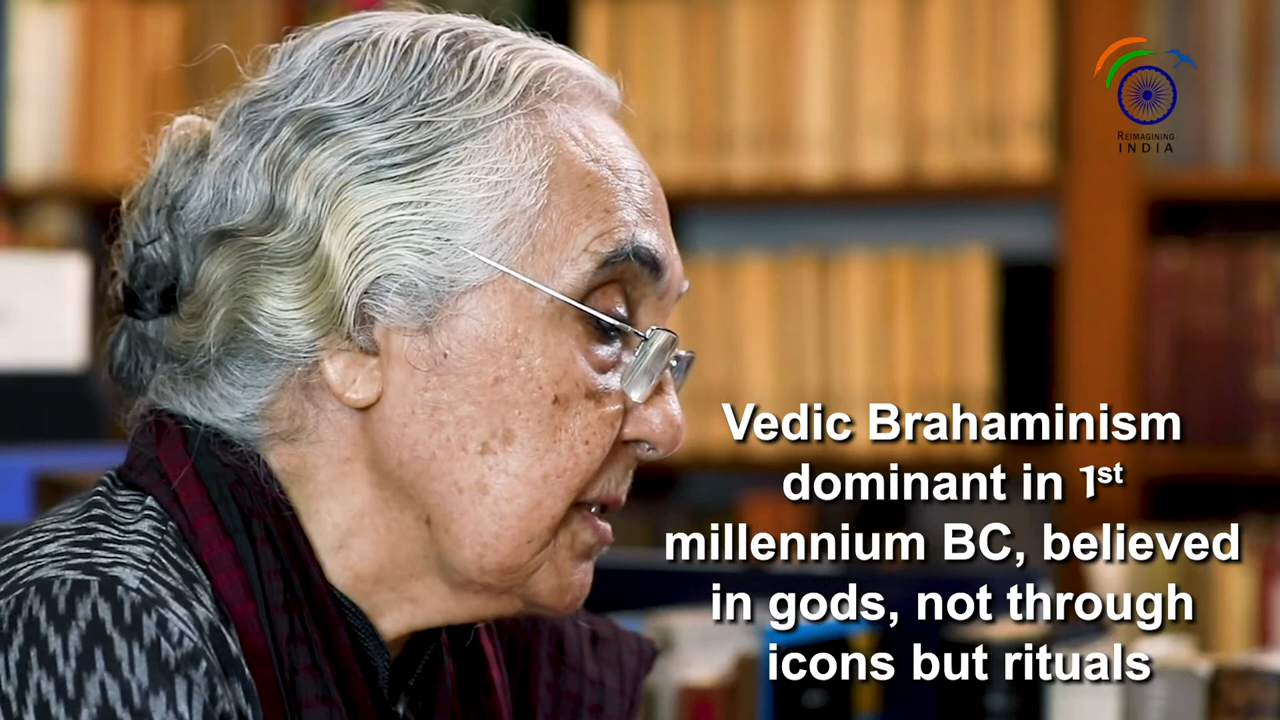 REIMAGINING
INDIA
Vedic Brahaminism
dominant in 1st
millennium BC, believed
in gods, not through
icons but rituals